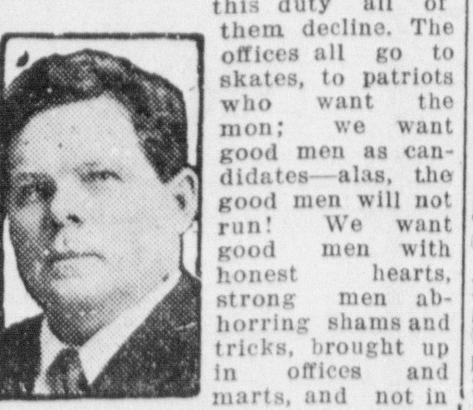 this duty all of
them decline. The
offices all go to
skates, to patriots
who want the
mon; we want
good men as can-
didates—alas, the
good men will not
run! We want
good men with
honest hearts,
strong men ab-
horring shams and
tricks, brought up
in offices and
marts, and not in